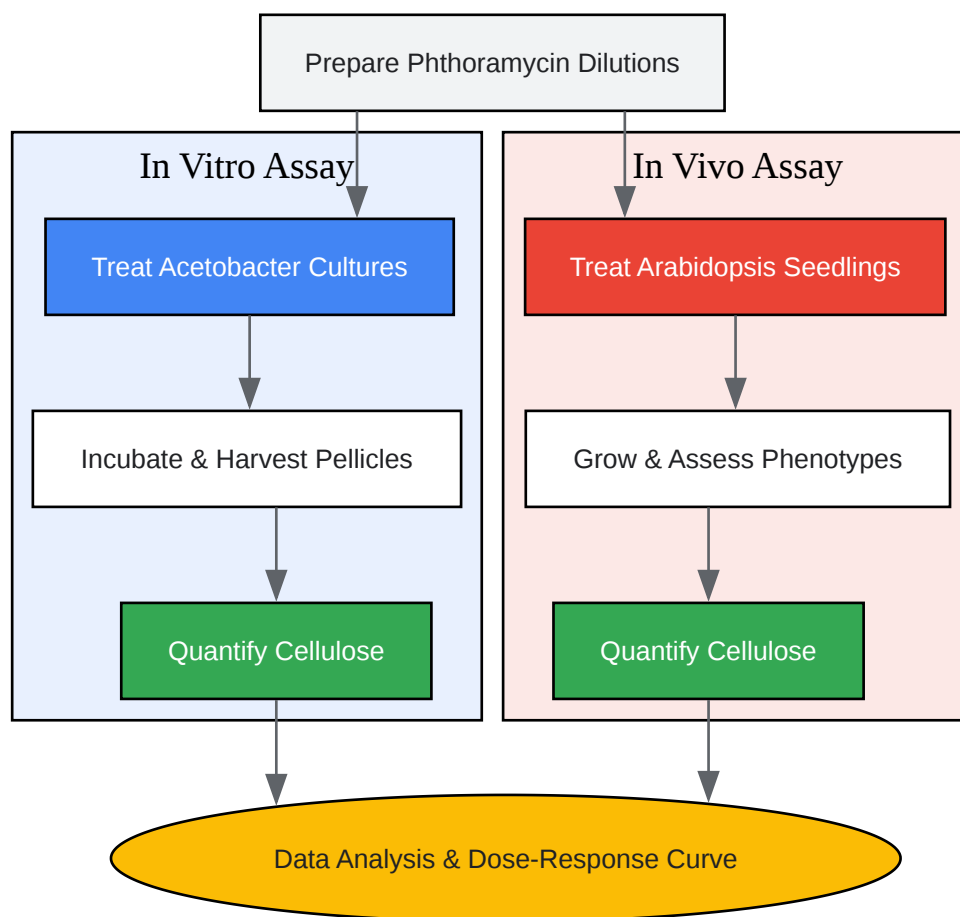 Prepare Phthoramycin Dilutions
In Vitro Assay
Treat Acetobacter Cultures
Incubate & Harvest Pellicles
Quantify Cellulose
In Vivo Assay
Treat Arabidopsis Seedlings
Grow & Assess Phenotypes
Quantify Cellulose
Data Analysis & Dose-Response Curve